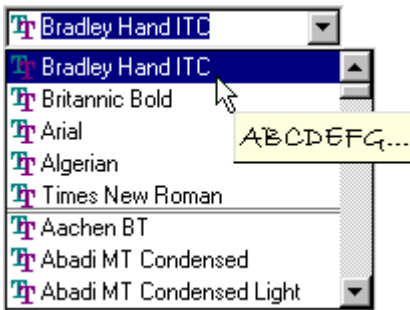 Bradley Hand ITC
Bradley Hand ITC
Britannic Bold
ABCDEFG...
Arial
Algerian
Times New Roman
Aachen BT
Abadi MT Condensed
Abadi MT Condensed Light